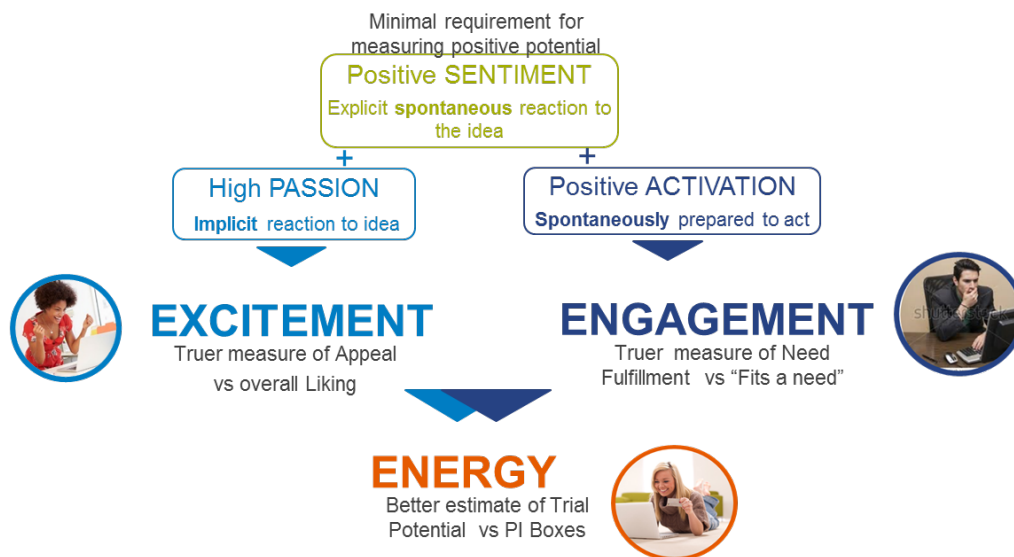 Minimal requirement for
measuring positive potential
Positive SENTIMENT
Explicit spontaneous reaction to
the idea
+
+
High PASSION
Implicit reaction to idea
Positive ACTIVATION
Spontaneously prepared to act
EXCITEMENT
Truer measure of Appeal
vs overall Liking
ENGAGEMENT
Truer measure of Need
Fulfillment vs “Fits a need”
ENERGY
Better estimate of Trial
Potential vs PI Boxes